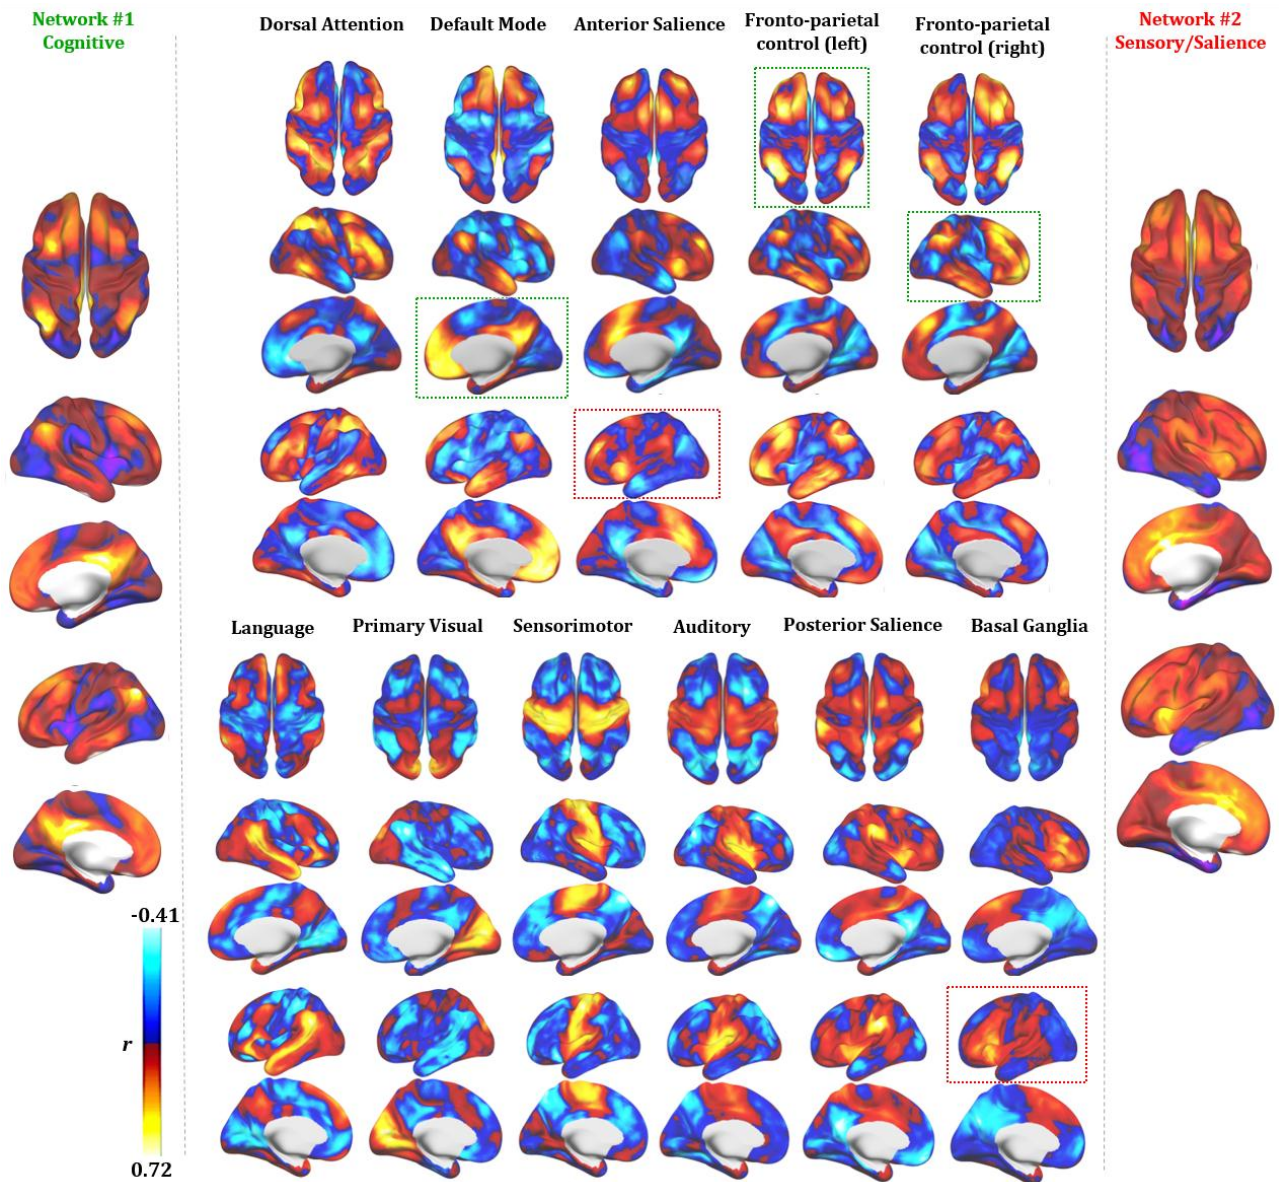 Network #1
Cognitive
Dorsal Attention
Default Mode
Anterior Salience
Fronto-parietal
control (left)
Fronto-parietal
control (right)
Network #2
Sensory/Salience
Language
Primary Visual
Sensorimotor
Auditory
Posterior Salience
Basal Ganglia
-0.41
r
0.72